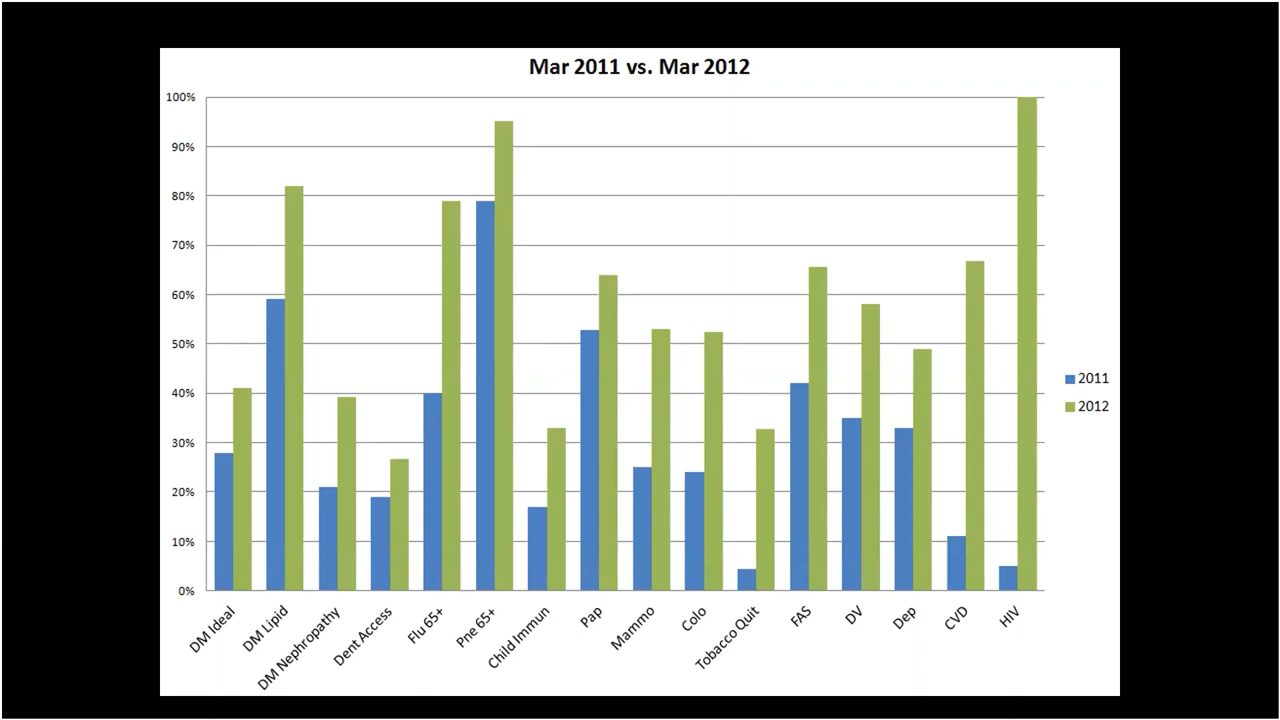 Mar 2011 vs. Mar 2012
100%
90%
80%
70%
60%
50%
40%
30%
20%
10%
0%
DM Ideal
DM Lipid
DM Nephropathy
Dent Access
Flu 65+
Pne 65+
Child Immun
Pap
Mammo
Colo
Tobacco Quit
FAS
DV
Dep
CVD
HIV
2011
2012